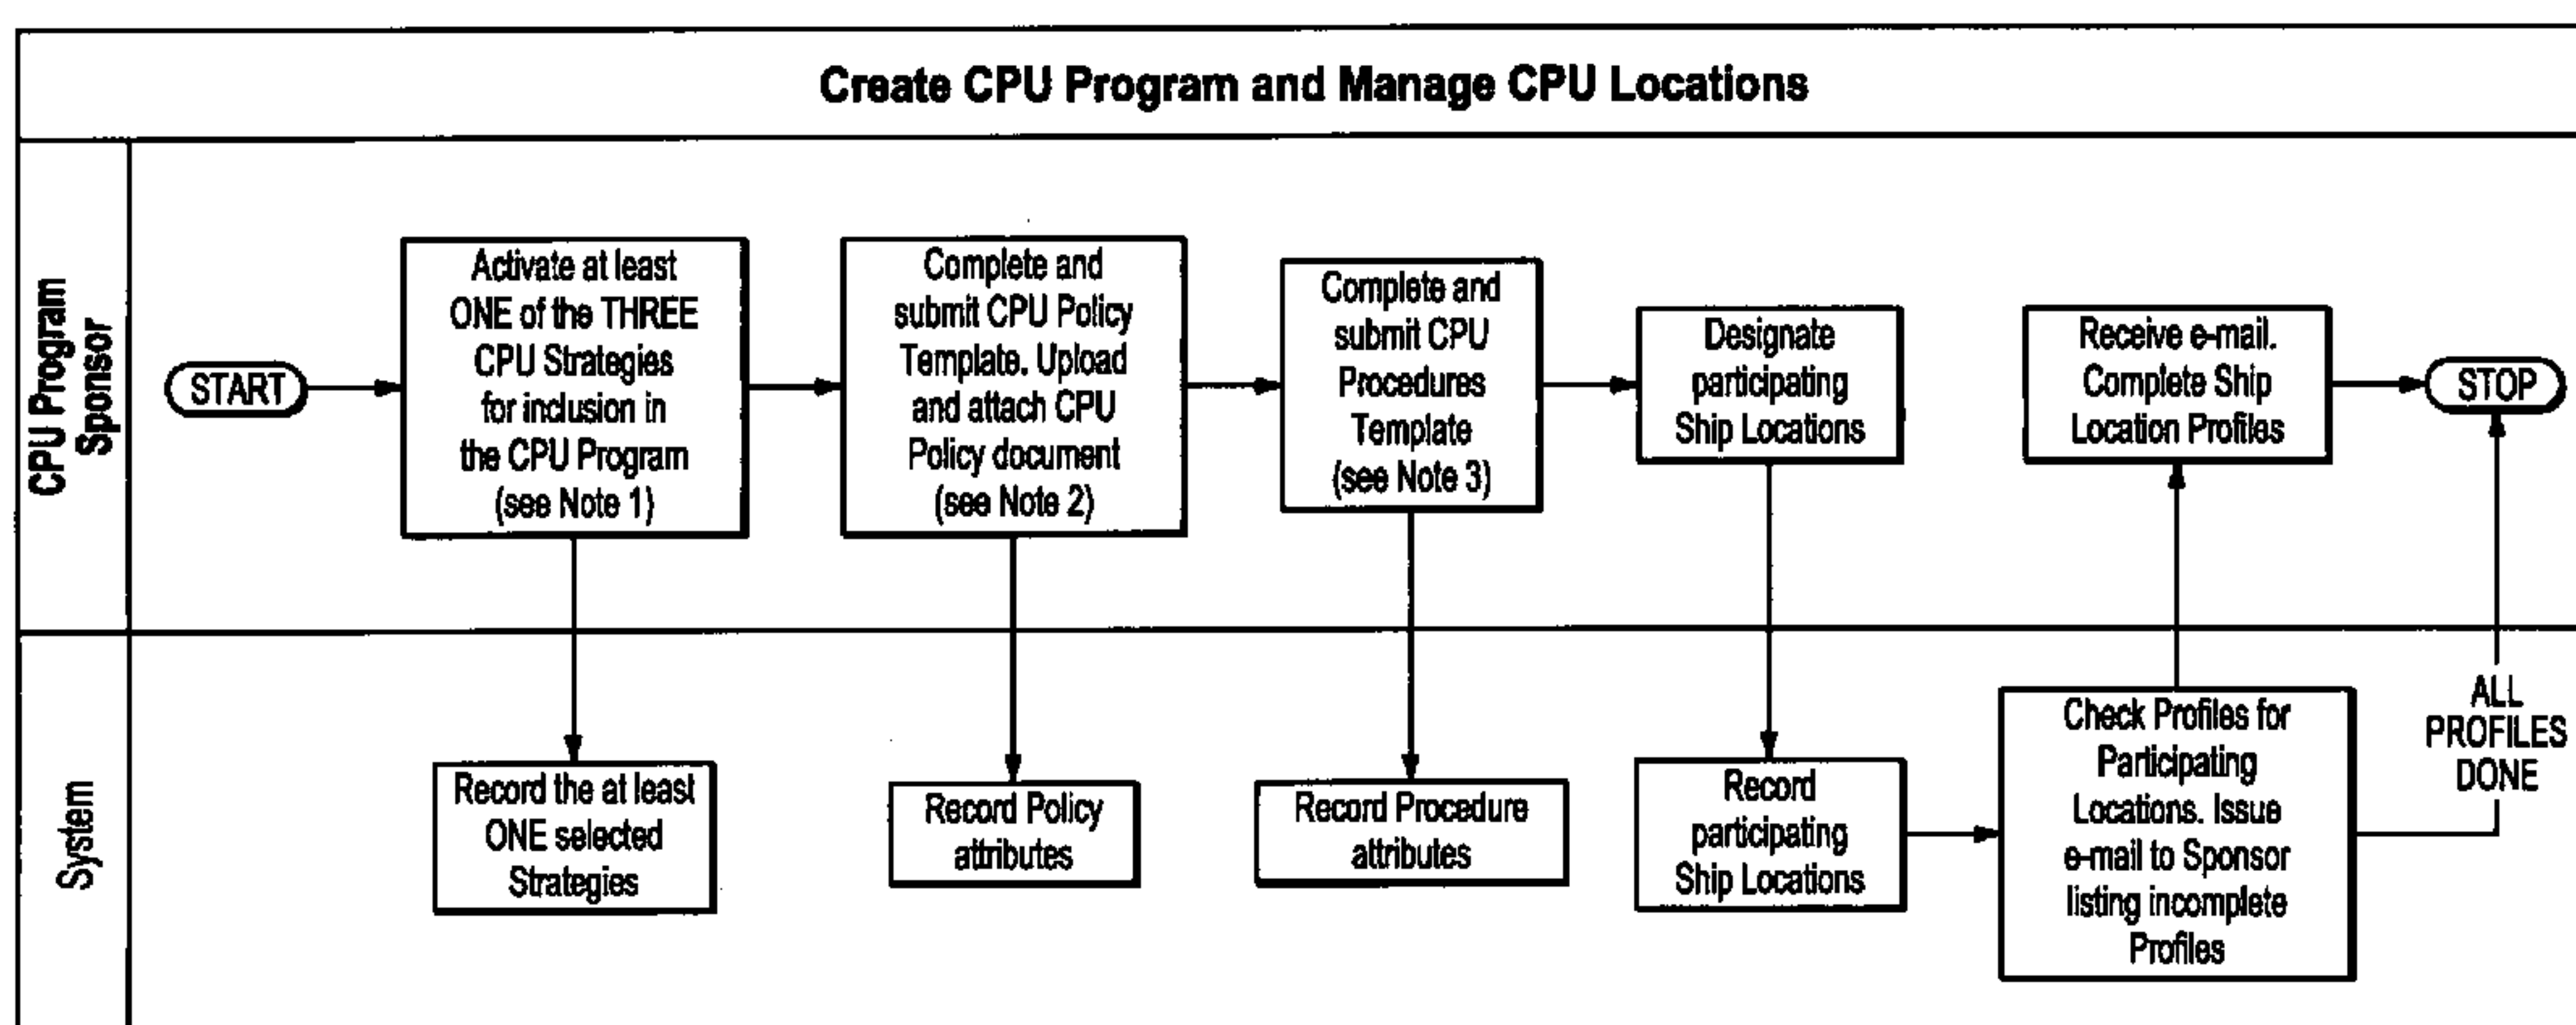 Create CPU Program and Manage CPU Locations
CPU Program
Sponsor
START
Activate at least
ONE of the THREE
CPU Strategies
for inclusion in
the CPU Program
(see Note 1)
Complete and
submit CPU Policy
Template. Upload
and attach CPU
Policy document
(see Note 2)
Complete and
submit CPU
Procedures
Template
(see Note 3)
Designate
participating
Ship Locations
Receive e-mail.
Complete Ship
Location Profiles
STOP
System
Record the at least
ONE selected
Strategies
Record Policy
attributes
Record Procedure
attributes
Record
participating
Ship Locations
Check Profiles for
Participating
Locations. Issue
e-mail to Sponsor
listing incomplete
Profiles
ALL
PROFILES
DONE